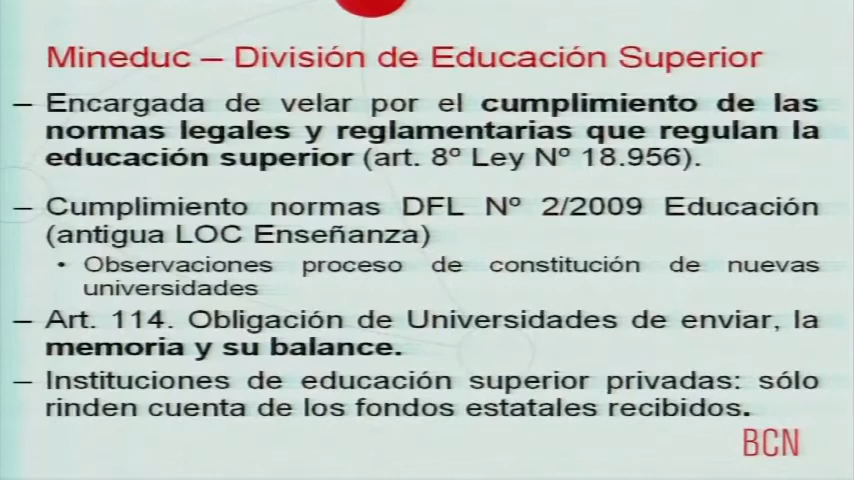 Mineduc – División de Educación Superior
– Encargada de velar por el cumplimiento de las
normas legales y reglamentarias que regulan la
educación superior (art. 8º Ley Nº 18.956).
– Cumplimiento normas DFL Nº 2/2009 Educación
(antigua LOC Enseñanza)
• Observaciones proceso de constitución de nuevas
universidades
– Art. 114. Obligación de Universidades de enviar, la
memoria y su balance.
– Instituciones de educación superior privadas: sólo
rinden cuenta de los fondos estatales recibidos.
BCN